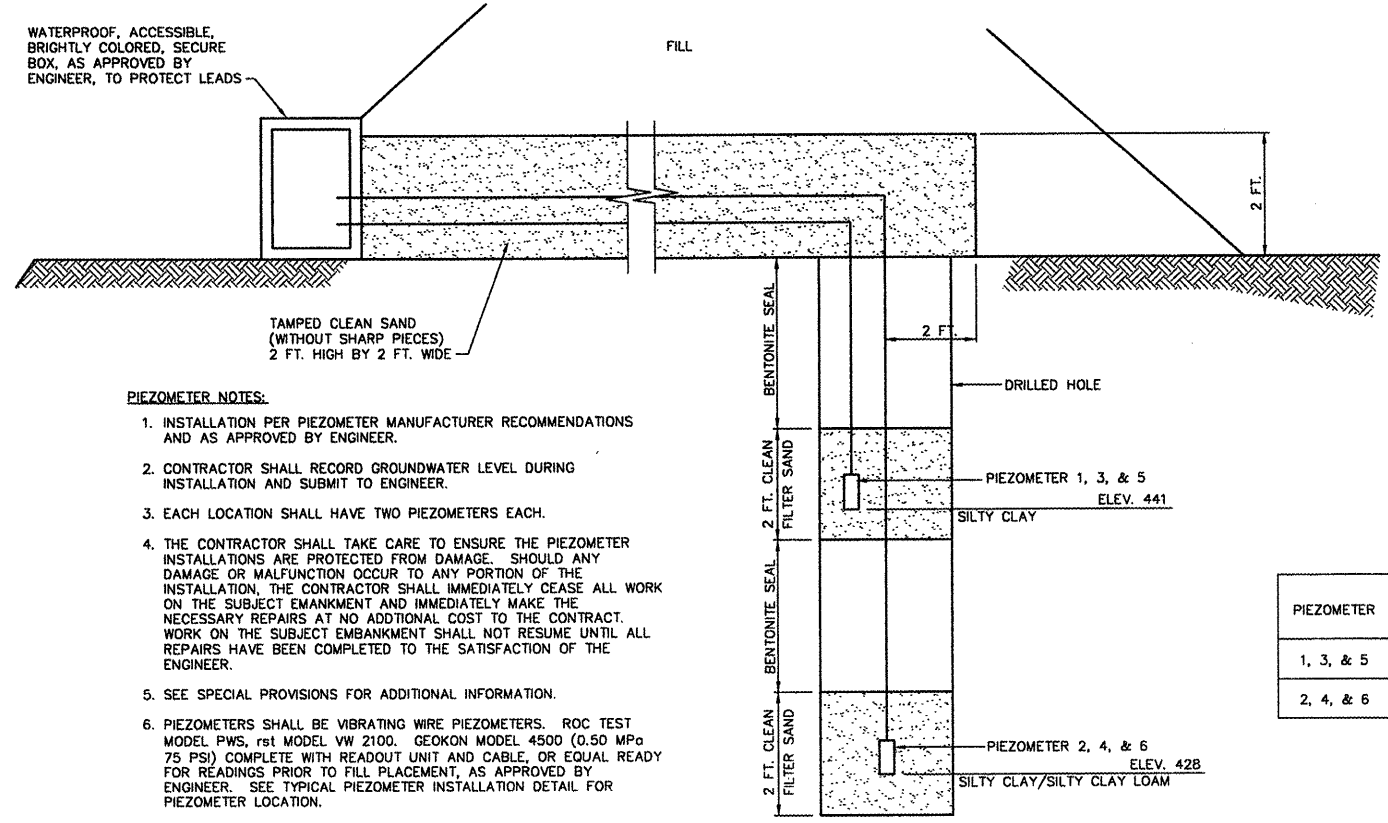 WATERPROOF, ACCESSIBLE,
BRIGHTLY COLORED, SECURE
BOX, AS APPROVED BY
ENGINEER, TO PROTECT LEADS
FILL
2 FT.
TAMPED CLEAN SAND
(WITHOUT SHARP PIECES)
2 FT. HIGH BY 2 FT. WIDE
BENTONITE SEAL
2 FT.
DRILLED HOLE
2 FT. CLEAN
FILTER SAND
PIEZOMETER 1, 3, & 5
ELEV. 441
SILTY CLAY
BENTONITE SEAL
2 FT. CLEAN
FILTER SAND
PIEZOMETER 2, 4, & 6
ELEV. 428
SILTY CLAY/SILTY CLAY LOAM
PIEZOMETER NOTES:
1. INSTALLATION PER PIEZOMETER MANUFACTURER RECOMMENDATIONS
AND AS APPROVED BY ENGINEER.
2. CONTRACTOR SHALL RECORD GROUNDWATER LEVEL DURING
INSTALLATION AND SUBMIT TO ENGINEER.
3. EACH LOCATION SHALL HAVE TWO PIEZOMETERS EACH.
4. THE CONTRACTOR SHALL TAKE CARE TO ENSURE THE PIEZOMETER
INSTALLATIONS ARE PROTECTED FROM DAMAGE. SHOULD ANY
DAMAGE OR MALFUNCTION OCCUR TO ANY PORTION OF THE
INSTALLATION, THE CONTRACTOR SHALL IMMEDIATELY CEASE ALL WORK
ON THE SUBJECT EMANKMENT AND IMMEDIATELY MAKE THE
NECESSARY REPAIRS AT NO ADDTIONAL COST TO THE CONTRACT.
WORK ON THE SUBJECT EMBANKMENT SHALL NOT RESUME UNTIL ALL
REPAIRS HAVE BEEN COMPLETED TO THE SATISFACTION OF THE
ENGINEER.
5. SEE SPECIAL PROVISIONS FOR ADDITIONAL INFORMATION.
6. PIEZOMETERS SHALL BE VIBRATING WIRE PIEZOMETERS. ROC TEST
MODEL PWS, rst MODEL VW 2100. GEOKON MODEL 4500 (0.50 MPa
75 PSI) COMPLETE WITH READOUT UNIT AND CABLE, OR EQUAL READY
FOR READINGS PRIOR TO FILL PLACEMENT, AS APPROVED BY
ENGINEER. SEE TYPICAL PIEZOMETER INSTALLATION DETAIL FOR
PIEZOMETER LOCATION.
PIEZOMETER
1, 3, & 5
2, 4, & 6